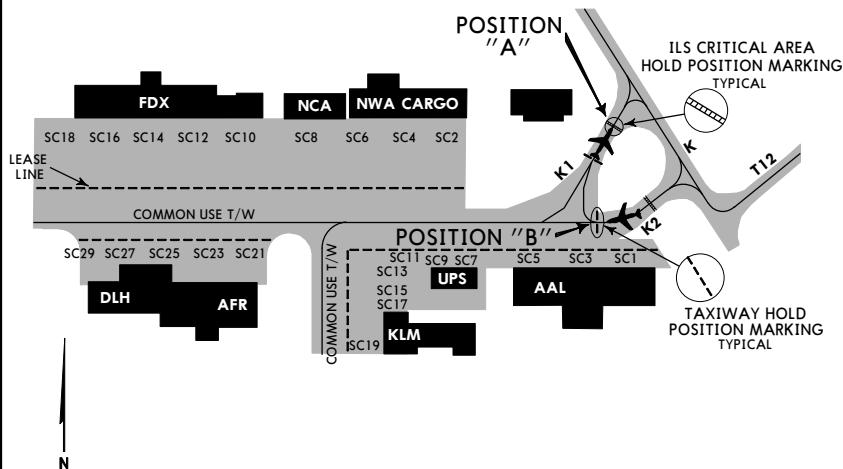 POSITION
"A"
ILS CRITICAL AREA
HOLD POSITION MARKING
TYPICAL
FDX
NCA
NWA CARGO
SC18 SC16 SC14 SC12 SC10 SC8 SC6 SC4 SC2
LEASE
LINE
K1
K
T12
COMMON USE T/W
K2
POSITION "B"
SC29 SC27 SC25 SC23 SC21
SC11 SC9 SC7 SC5 SC3 SC1
SC13
UPS
SC15
SC17
DLH
AFR
AAL
COMMON USE T/W
KLM
SC19
TAXIWAY HOLD
POSITION MARKING
TYPICAL
N